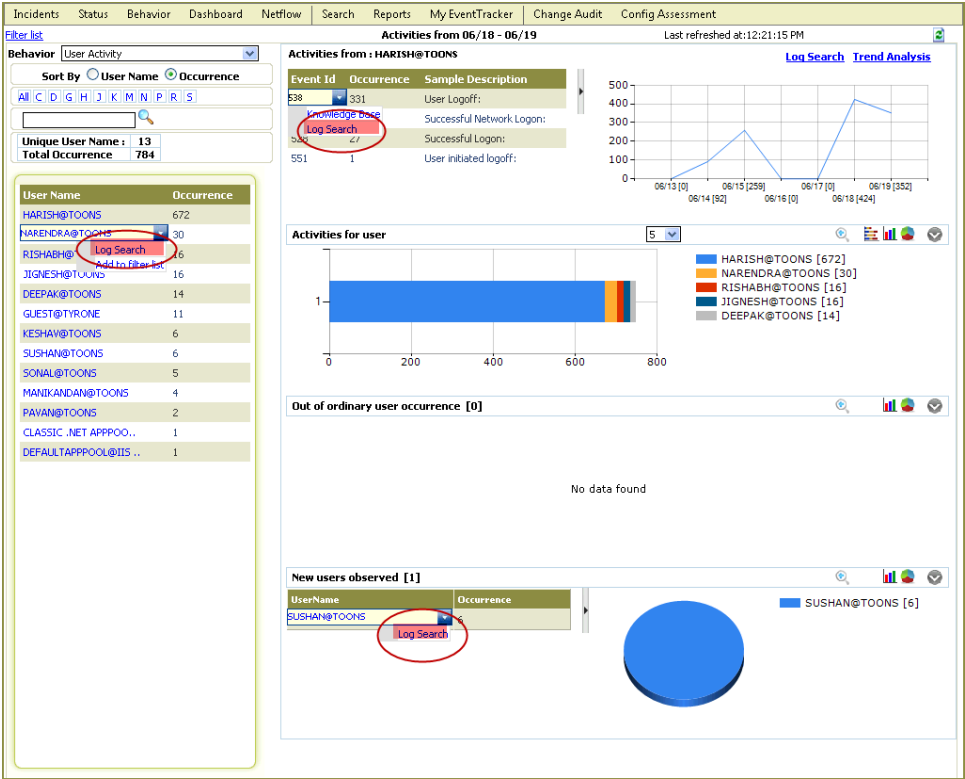 Incidents Status Behavior Dashboard Netflow Search Reports My EventTracker Change Audit Config Assessment
Filter list Activities from 06/18 - 06/19 Last refreshed at:12:21:15 PM
Behavior User Activity
Sort By User Name Occurrence
All C D G H J K M N P R S
Unique User Name : 13
Total Occurrence 784
User Name Occurrence
HARISH@TOONS 672
NARENDRA@TOONS 30
Log Search
Add to filter list
RISHABH@ 16
JIGNESH@TOONS 16
DEEPAK@TOONS 14
GUEST@TYRONE 11
KESHAV@TOONS 6
SUSHAN@TOONS 6
SONAL@TOONS 5
MANIKANDAN@TOONS 4
PAVAN@TOONS 2
CLASSIC .NET APPPOO.. 1
DEFAULTAPPPOOL@IIS .. 1
Activities from : HARISH@TOONS
Log Search Trend Analysis
Event Id Occurrence Sample Description
538 331 User Logoff:
Knowledge Base Successful Network Logon:
Log Search
528 27 Successful Logon:
551 1 User initiated logoff:
500
400
300
200
100
0
06/13 [0] 06/15 [259] 06/17 [0] 06/19 [352]
06/14 [92] 06/16 [0] 06/18 [424]
Activities for user 5
1
0 200 400 600 800
HARISH@TOONS [672]
NARENDRA@TOONS [30]
RISHABH@TOONS [16]
JIGNESH@TOONS [16]
DEEPAK@TOONS [14]
Out of ordinary user occurrence [0]
No data found
New users observed [1]
UserName Occurrence
SUSHAN@TOONS 6
Log Search
SUSHAN@TOONS [6]